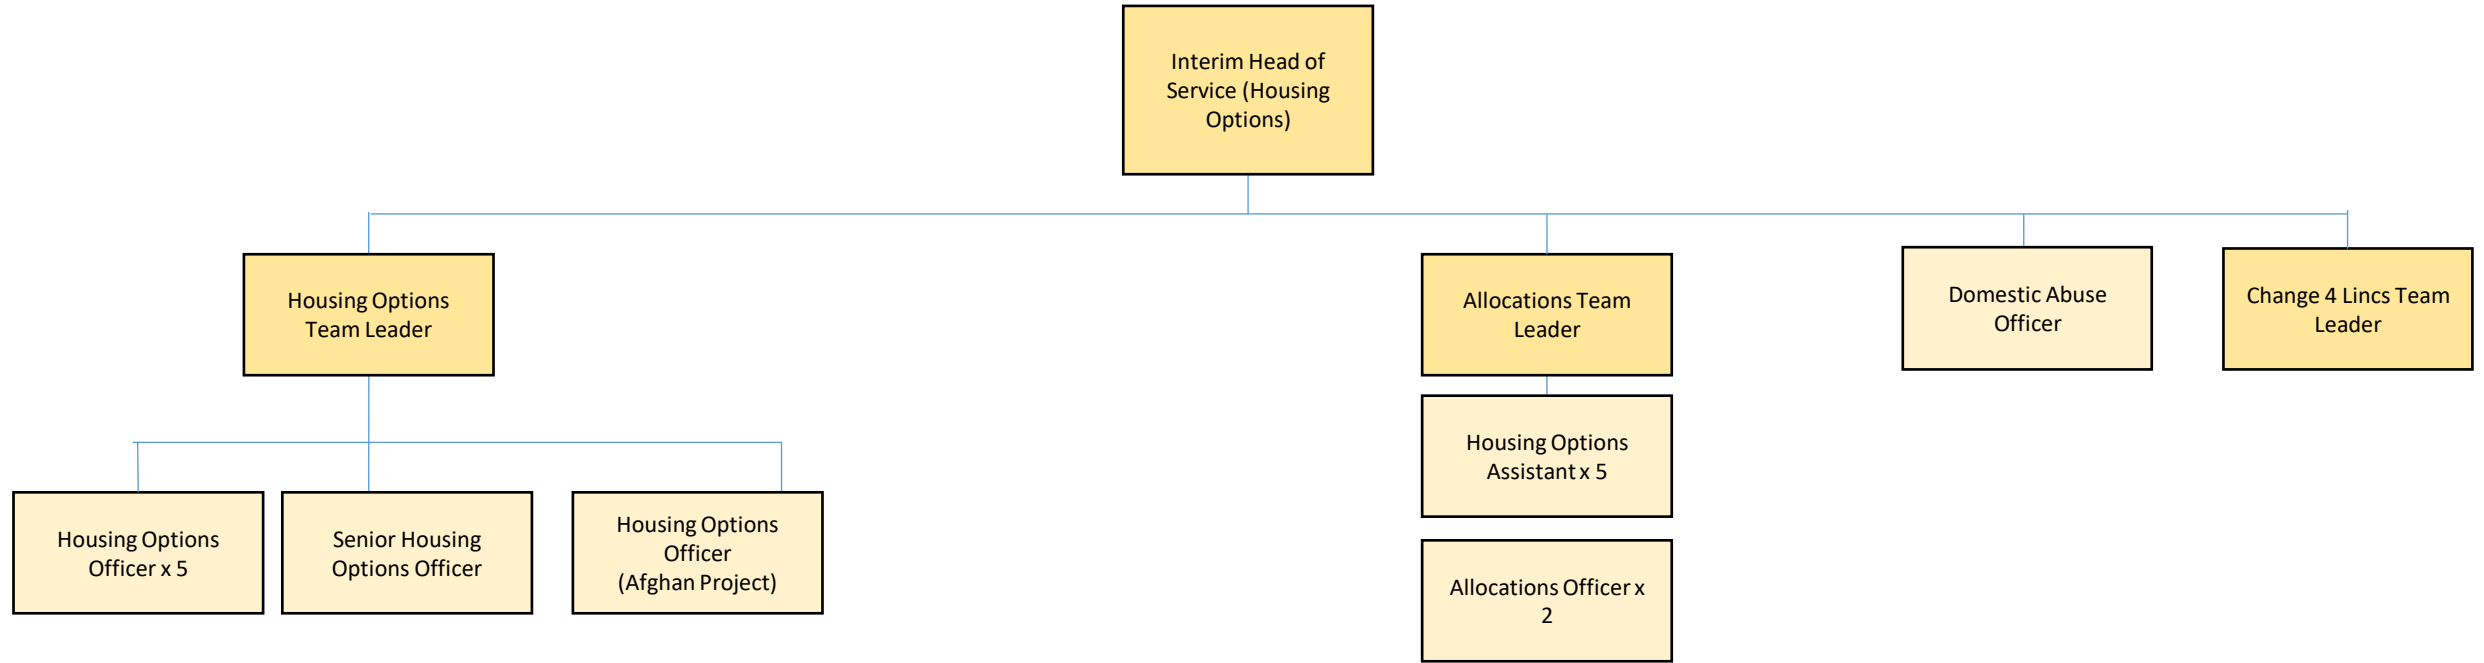 Interim Head of
Service (Housing
Options)
Housing Options
Team Leader
Allocations Team
Leader
Domestic Abuse
Officer
Change 4 Lincs Team
Leader
Housing Options
Officer x 5
Senior Housing
Options Officer
Housing Options
Officer
(Afghan Project)
Housing Options
Assistant x 5
Allocations Officer x
2